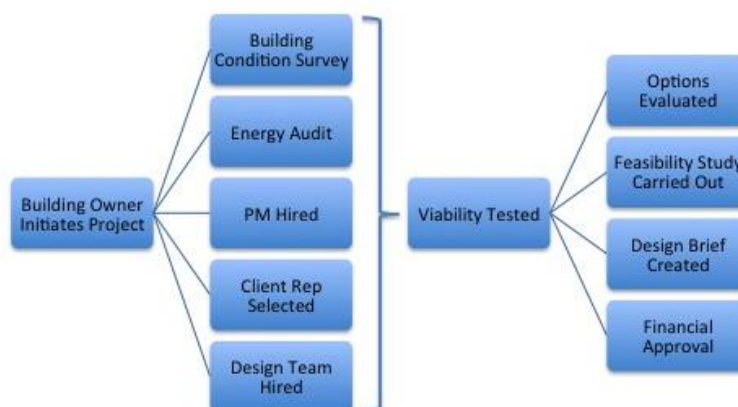 Building Owner
Initiates Project
Building
Condition Survey
Energy Audit
PM Hired
Client Rep
Selected
Design Team
Hired
Viability Tested
Options
Evaluated
Feasibility Study
Carried Out
Design Brief
Created
Financial
Approval